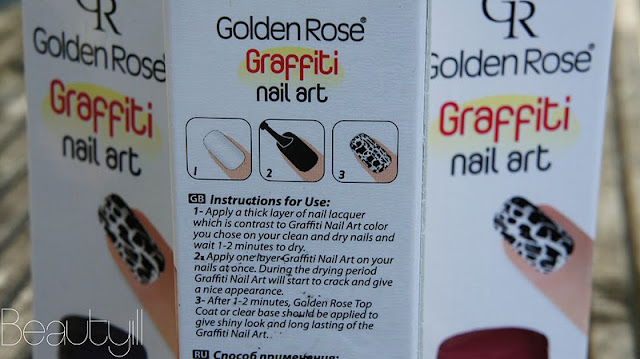 GR
Golden Rose
Graffiti
nail art
Golden Rose®
Graffiti
nail art
1
2
3
GB Instructions for Use:
1- Apply a thick layer of nail lacquer
which is contrast to Graffiti Nail Art color
you chose on your clean and dry nails and
wait 1-2 minutes to dry.
2- Apply one layer Graffiti Nail Art on your
nails at once. During the drying period
Graffiti Nail Art will start to crack and give
a nice appearance.
3- After 1-2 minutes, Golden Rose Top
Coat or clear base should be applied to
give shiny look and long lasting of the
Graffiti Nail Art.
RU Способ применения:
GR
Golden Rose®
Graffiti
nail art
Beautyill